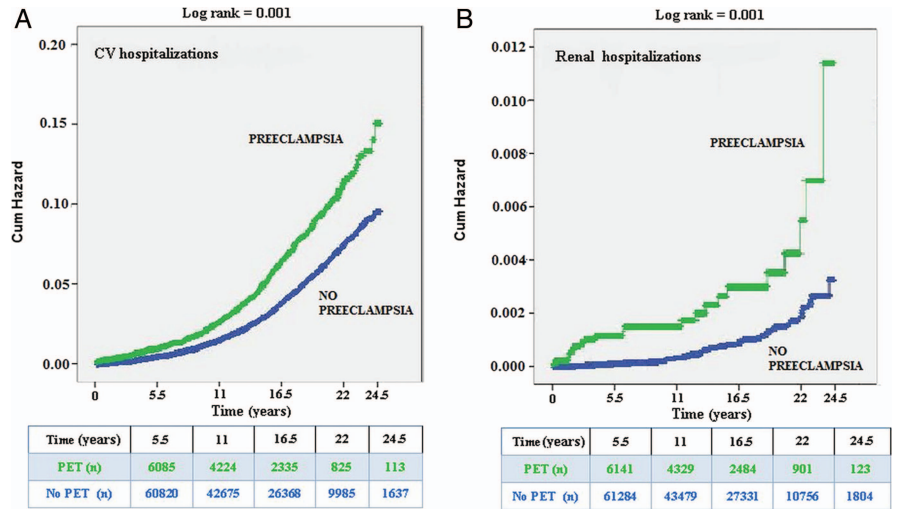 A
Log rank = 0.001
CV hospitalizations
Cum Hazard
0.20
0.15
0.10
0.05
0.00
PREECLAMPSIA
NO
PREECLAMPSIA
0 5.5 11 16.5 22 24.5
Time (years)
Time (years) 5.5 11 16.5 22 24.5
PET (n) 6085 4224 2335 825 113
No PET (n) 60820 42675 26368 9985 1637
B
Log rank = 0.001
Renal hospitalizations
Cum Hazard
0.012
0.010
0.008
0.006
0.004
0.002
0.000
PREECLAMPSIA
NO
PREECLAMPSIA
0 5.5 11 16.5 22 24.5
Time (years)
Time (years) 5.5 11 16.5 22 24.5
PET (n) 6141 4329 2484 901 123
No PET (n) 61284 43479 27331 10756 1804